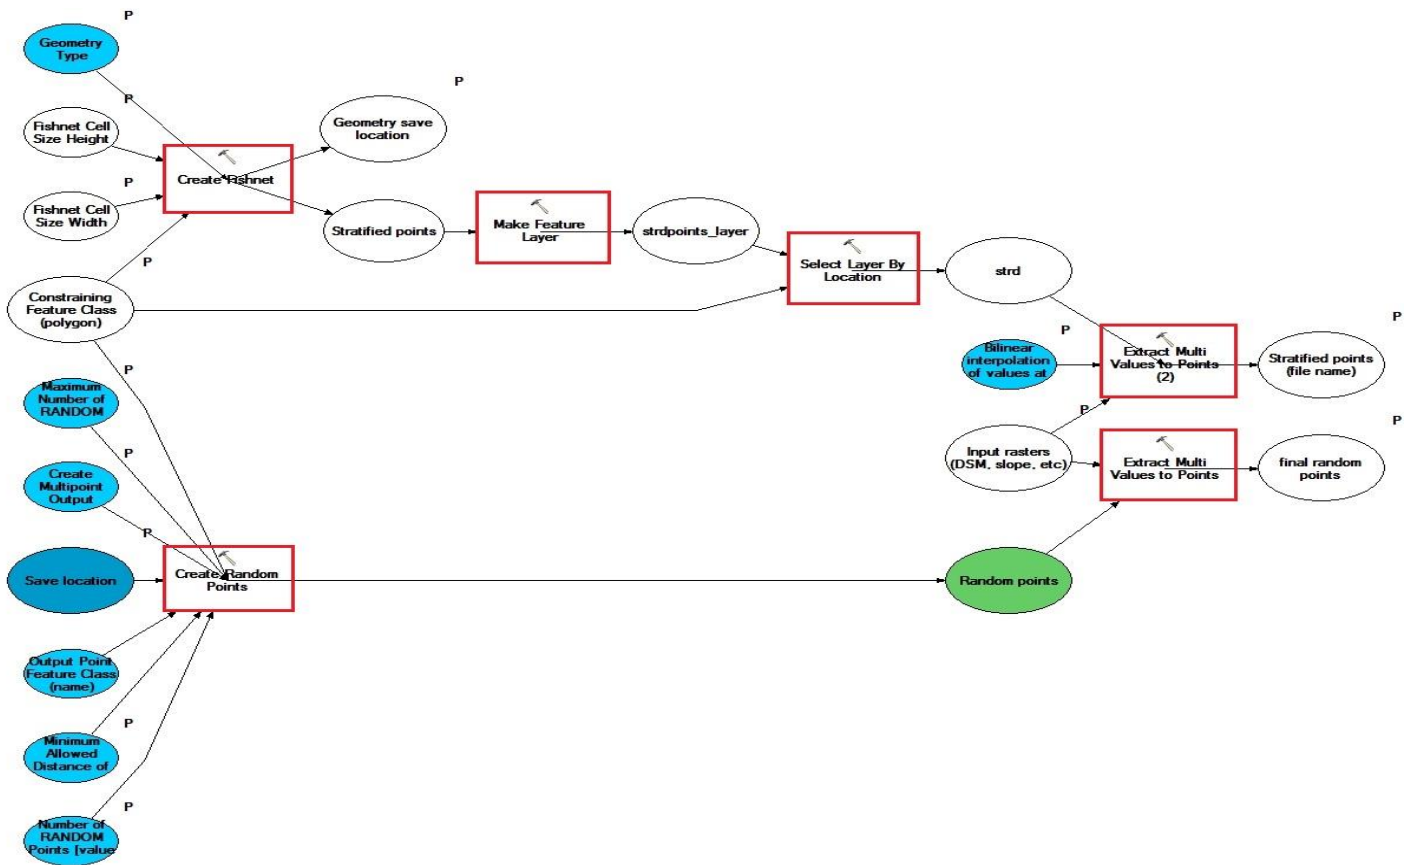 P
Geometry
Type
P
P
Fishnet Cell
Size Height
Geometry save
location
Create Fishnet
P
Fishnet Cell
Size Width
Stratified points
Make Feature
Layer
strdpoints_layer
P
Select Layer By
Location
strd
Constraining
Feature Class
(polygon)
P
P
Bilinear
interpolation
of values at
Extract Multi
Values to Points
(2)
Stratified points
(file name)
P
Maximum
Number of
RANDOM
P
P
P
Input rasters
(DSM, slope, etc)
Extract Multi
Values to Points
final random
points
Create
Multipoint
Output
P
Save location
Create Random
Points
Random points
Output Point
Feature Class
(name)
P
Minimum
Allowed
Distance of
P
Number of
RANDOM
Points [value